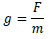 g = F/m